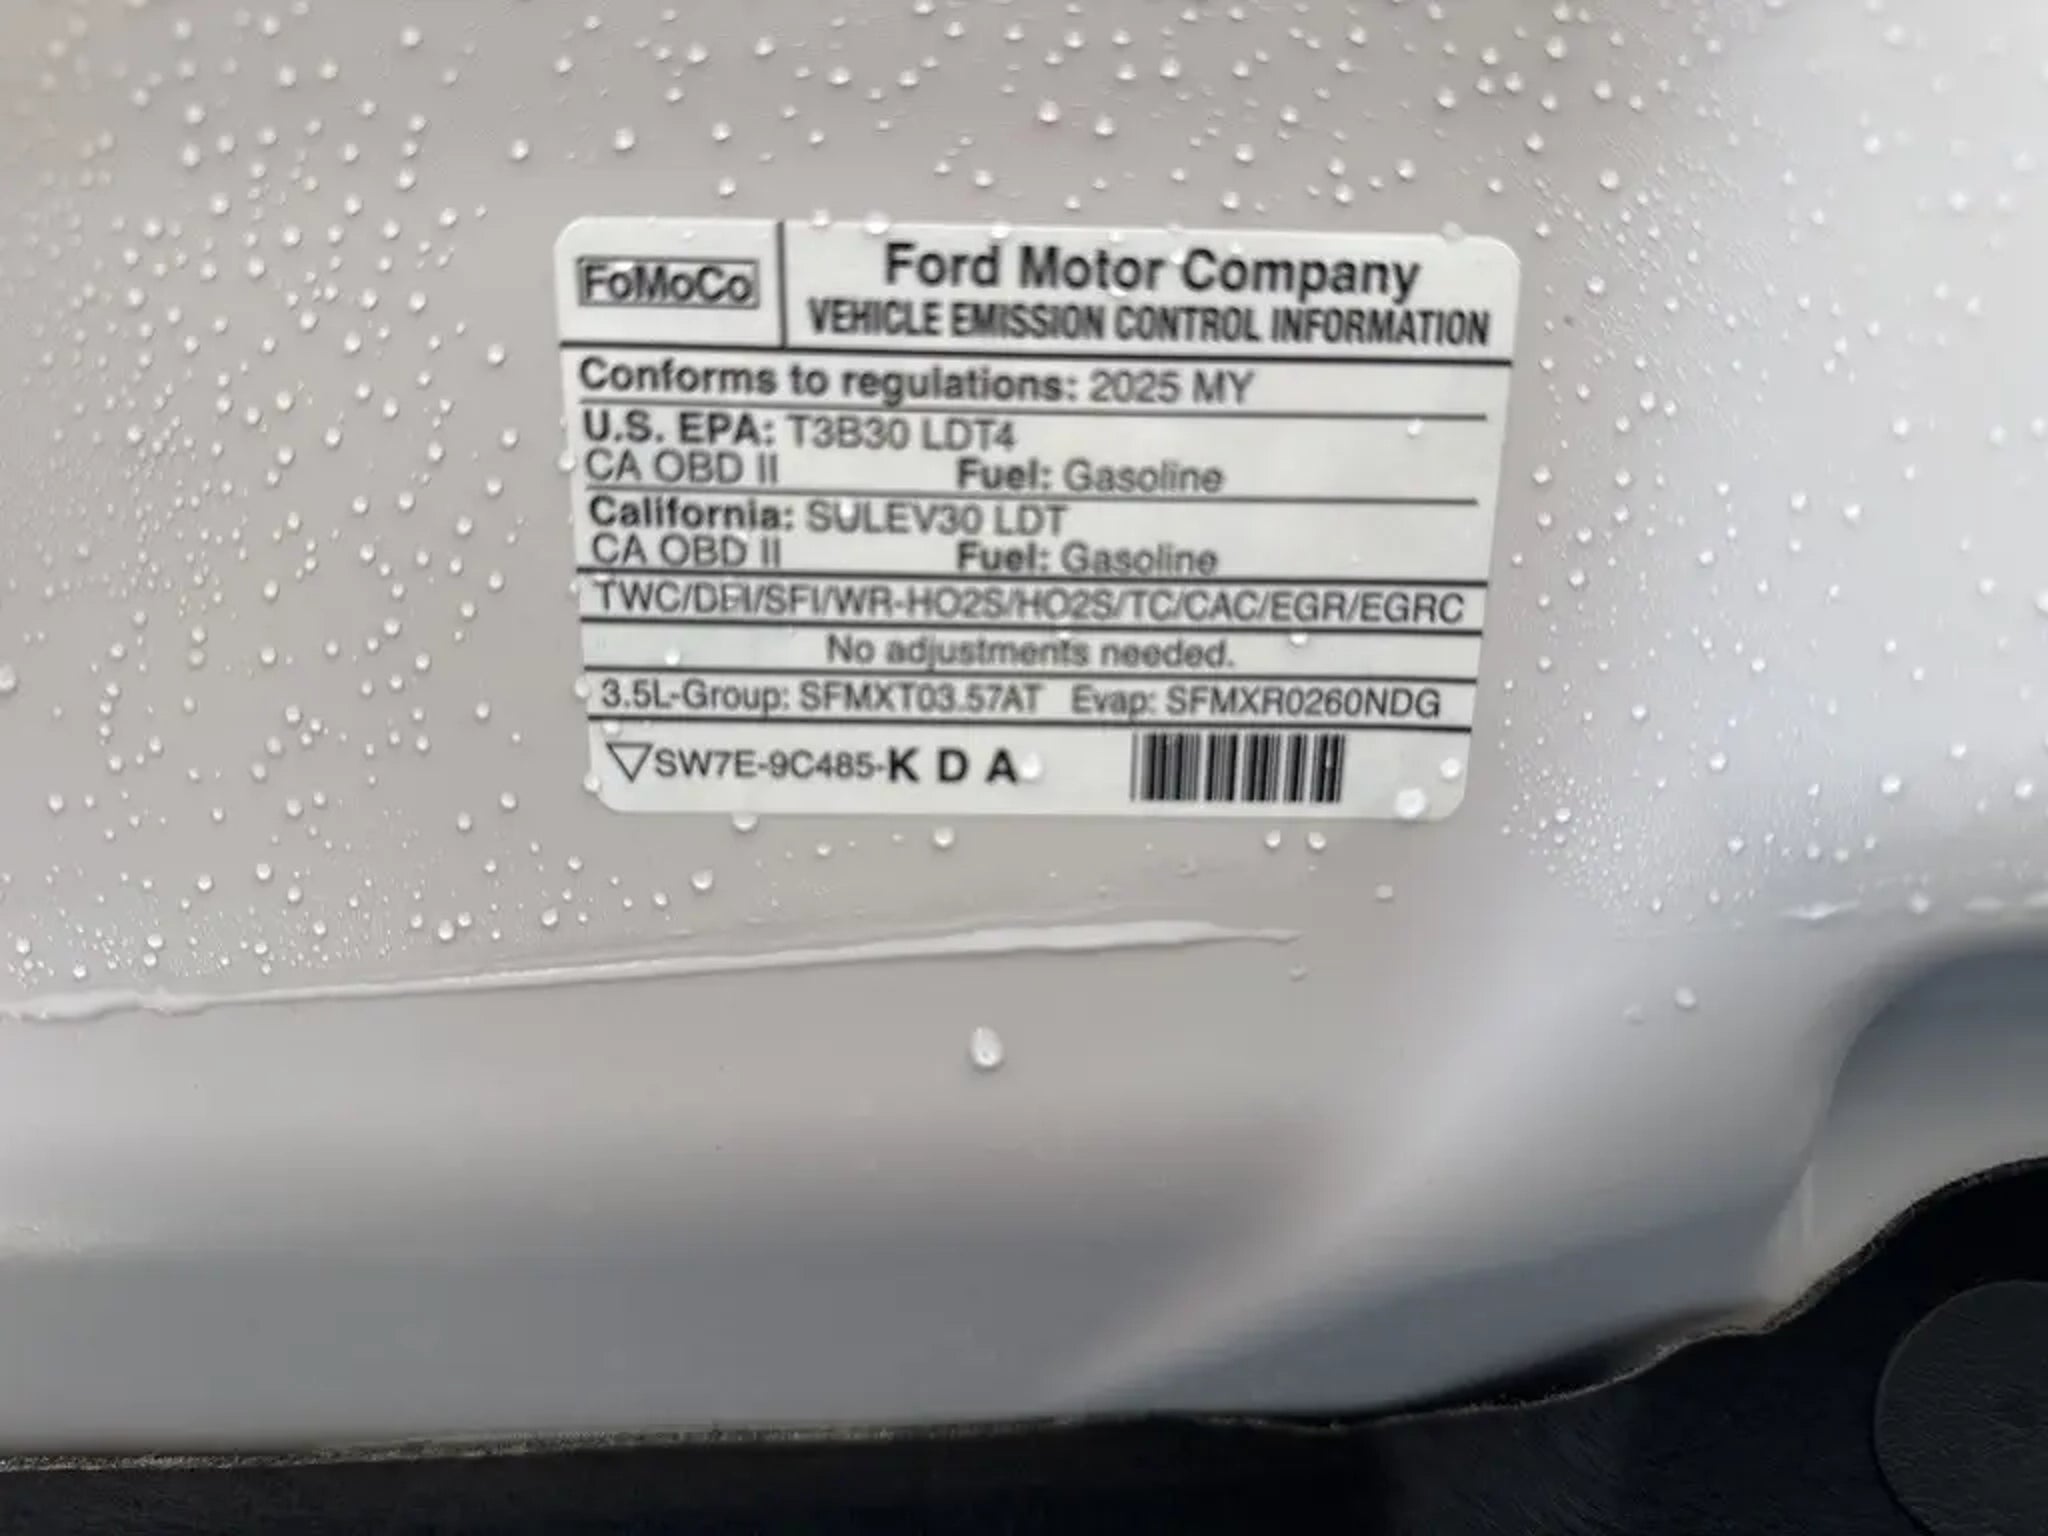 FoMoCo
Ford Motor Company
VEHICLE EMISSION CONTROL INFORMATION
Conforms to regulations: 2025 MY
U.S. EPA: T3B30 LDT4
CA OBD II Fuel: Gasoline
California: SULEV30 LDT
CA OBD II Fuel: Gasoline
TWC/DFI/SFI/WR-HO2S/HO2S/TC/CAC/EGR/EGRC
No adjustments needed.
3.5L-Group: SFMXT03.57AT Evap: SFMXR0260NDG
SW7E-9C485-K D A